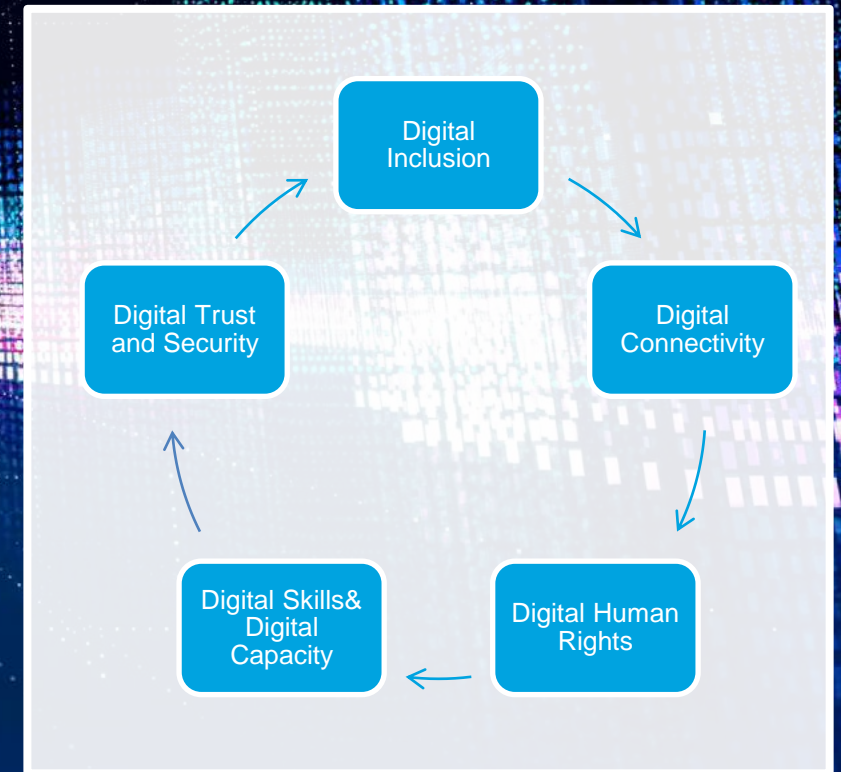 Digital
Inclusion
Digital
Connectivity
Digital Human
Rights
Digital Skills&
Digital
Capacity
Digital Trust
and Security